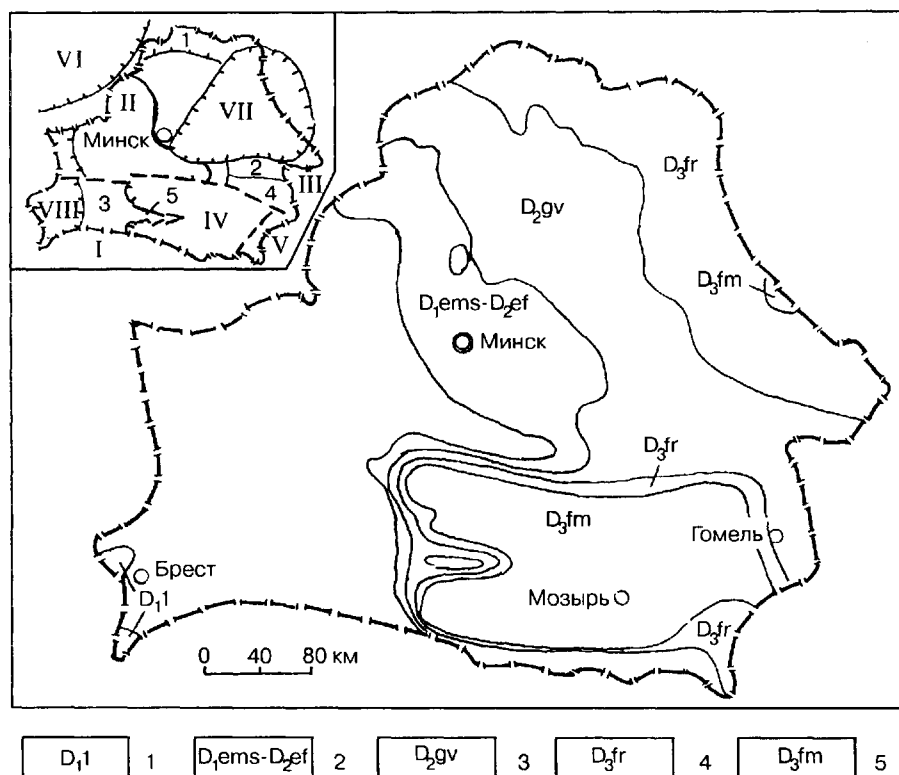 VI
1
II
VII
Минск
2
III
VIII
3
5
4
IV
I
V
D₃fr
D₂gv
D₃fm
D₁ems-D₂ef
Минск
D₃fr
D₃fm
Гомель
Брест
D₁1
Мозырь
D₃fr
0 40 80 км
D₁1 1 D₁ems-D₂ef 2 D₂gv 3 D₃fr 4 D₃fm 5